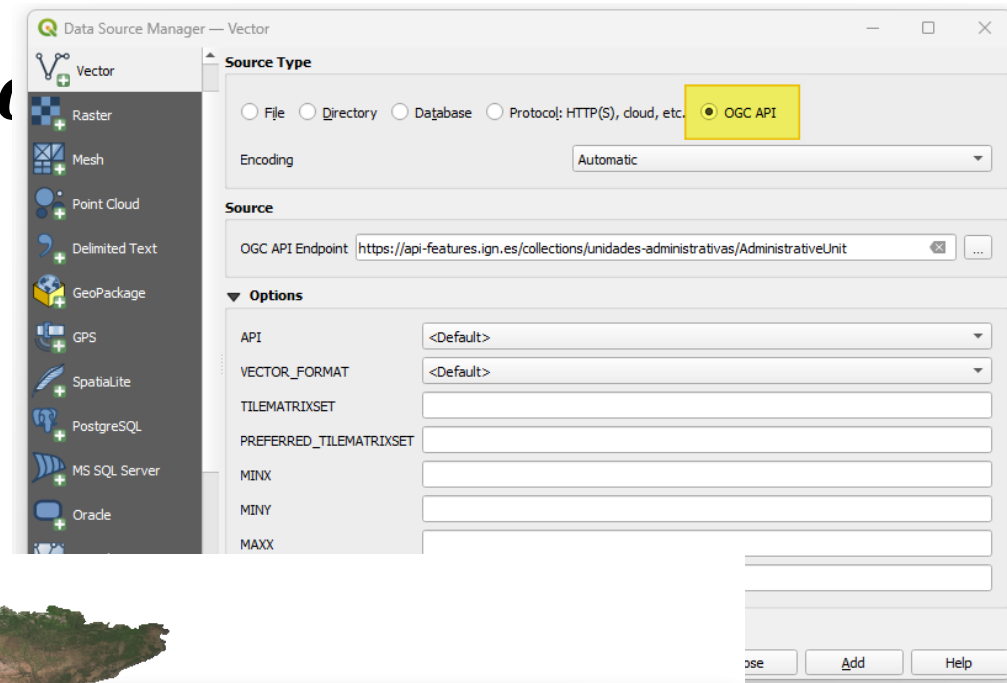 Data Source Manager — Vector
Vector
Raster
Mesh
Point Cloud
Delimited Text
GeoPackage
GPS
SpatiaLite
PostgreSQL
MS SQL Server
Oracle
Source Type
File Directory Database Protocol: HTTP(S), cloud, etc. OGC API
Encoding Automatic
Source
OGC API Endpoint https://api-features.ign.es/collections/unidades-administrativas/AdministrativeUnit ...
Options
API <Default>
VECTOR_FORMAT <Default>
TILEMATRIXSET
PREFERRED_TILEMATRIXSET
MINX
MINY
MAXX
Add Help